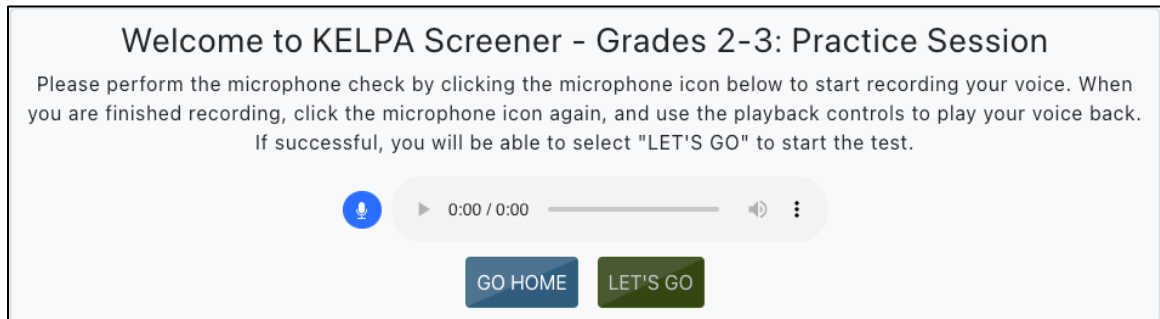 Welcome to KELPA Screener - Grades 2-3: Practice Session
Please perform the microphone check by clicking the microphone icon below to start recording your voice. When
you are finished recording, click the microphone icon again, and use the playback controls to play your voice back.
If successful, you will be able to select "LET'S GO" to start the test.
0:00 / 0:00
GO HOME LET'S GO